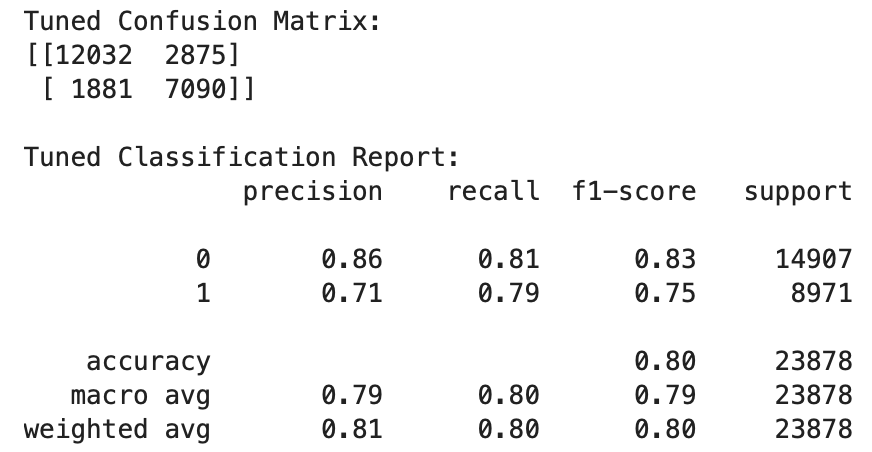 Tuned Confusion Matrix:
[[12032  2875]
 [ 1881  7090]]
Tuned Classification Report:
              precision    recall  f1-score   support
           0       0.86      0.81      0.83     14907
           1       0.71      0.79      0.75      8971
    accuracy                           0.80     23878
   macro avg       0.79      0.80      0.79     23878
weighted avg       0.81      0.80      0.80     23878